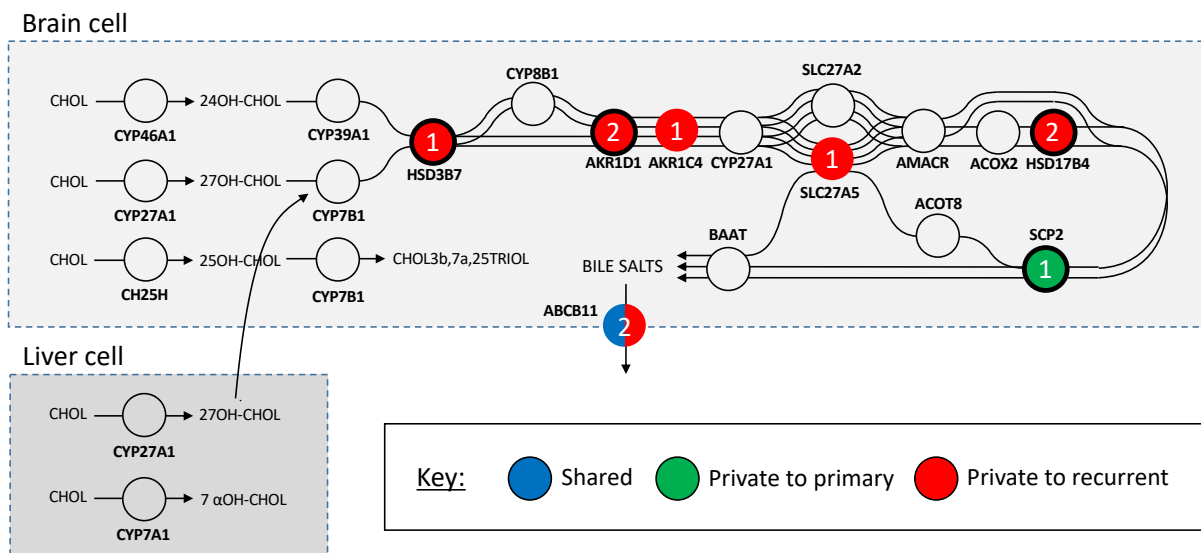 Brain cell
CHOL
CYP46A1
24OH-CHOL
CYP39A1
CHOL
CYP27A1
27OH-CHOL
CYP7B1
CHOL
CH25H
25OH-CHOL
CYP7B1
CHOL3b,7a,25TRIOL
1
HSD3B7
CYP8B1
2
AKR1D1
1
AKR1C4
CYP27A1
SLC27A2
1
SLC27A5
AMACR
ACOX2
2
HSD17B4
ACOT8
SCP2
1
BAAT
BILE SALTS
ABCB11
2
Liver cell
CHOL
CYP27A1
27OH-CHOL
CHOL
CYP7A1
7 αOH-CHOL
Key:
Shared
Private to primary
Private to recurrent